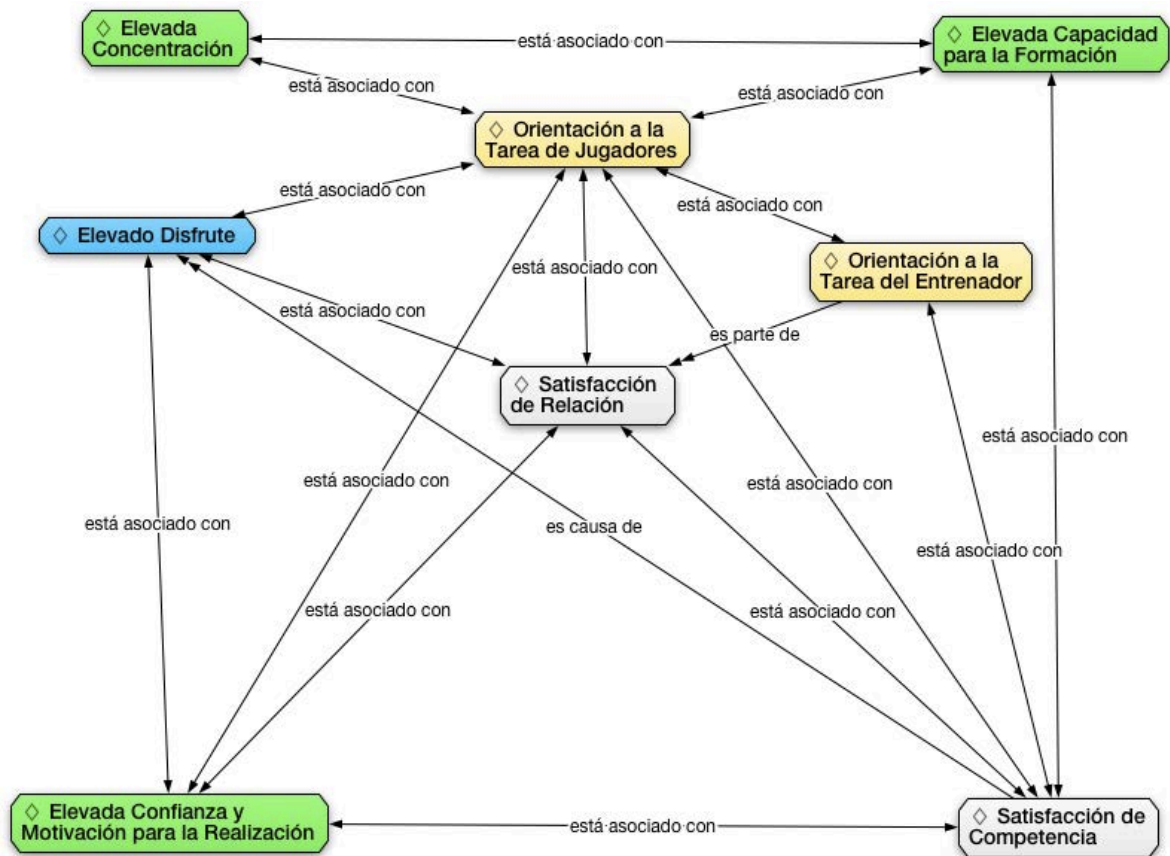 ◇ Elevada
Concentración
está asociado con
◇ Elevada Capacidad
para la Formación
está asociado con
está asociado con
◇ Orientación a la
Tarea de Jugadores
está asociado con
está asociado con
◇ Elevado Disfrute
◇ Orientación a la
Tarea del Entrenador
está asociado con
está asociado con
es parte de
◇ Satisfacción
de Relación
está asociado con
está asociado con
está asociado con
está asociado con
es causa de
está asociado con
está asociado con
está asociado con
◇ Elevada Confianza y
Motivación para la Realización
está asociado con
◇ Satisfacción de
Competencia